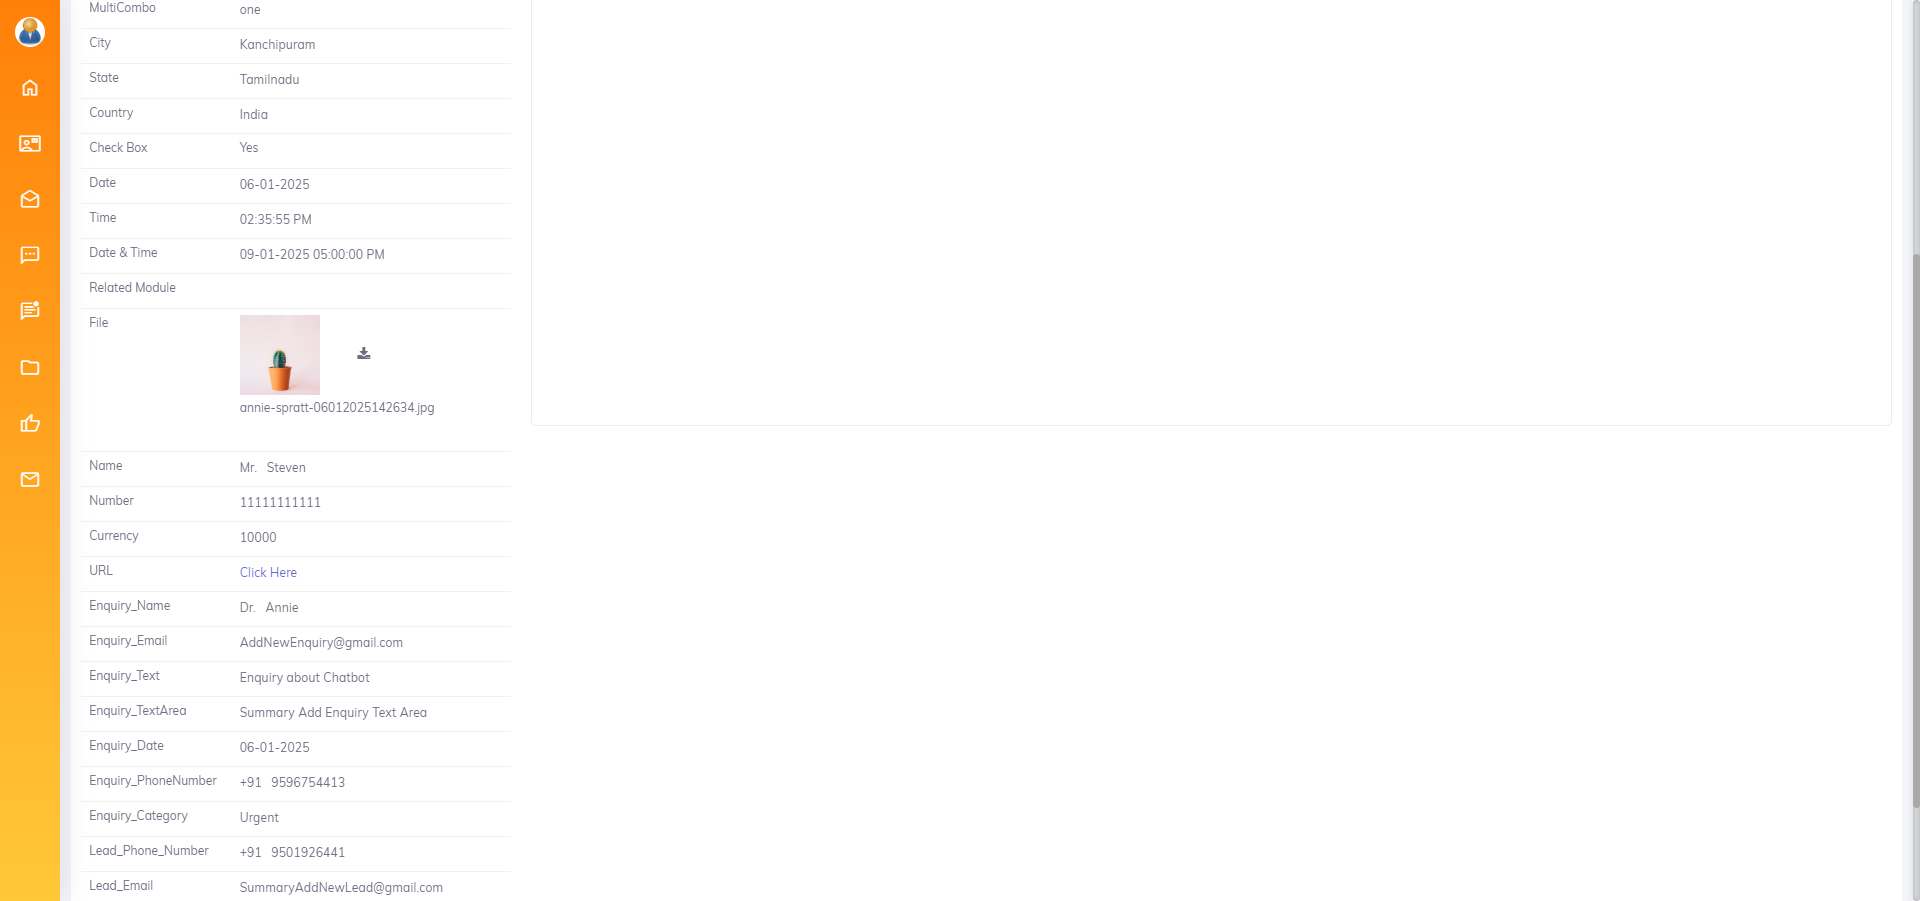 MultiCombo one
City Kanchipuram
State Tamilnadu
Country India
Check Box Yes
Date 06-01-2025
Time 02:35:55 PM
Date & Time 09-01-2025 05:00:00 PM
Related Module
File
annie-spratt-06012025142634.jpg
Name Mr. Steven
Number 11111111111
Currency 10000
URL Click Here
Enquiry_Name Dr. Annie
Enquiry_Email AddNewEnquiry@gmail.com
Enquiry_Text Enquiry about Chatbot
Enquiry_TextArea Summary Add Enquiry Text Area
Enquiry_Date 06-01-2025
Enquiry_PhoneNumber +91 9596754413
Enquiry_Category Urgent
Lead_Phone_Number +91 9501926441
Lead_Email SummaryAddNewLead@gmail.com